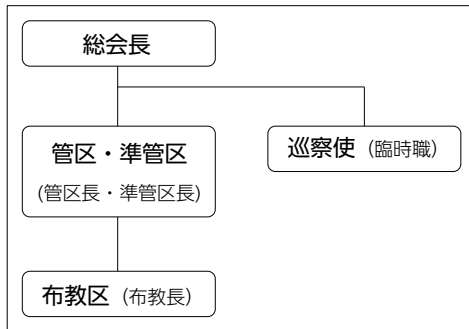 総会長
管区・準管区
(管区長・準管区長)
巡察使（臨時職）
布教区（布教長）